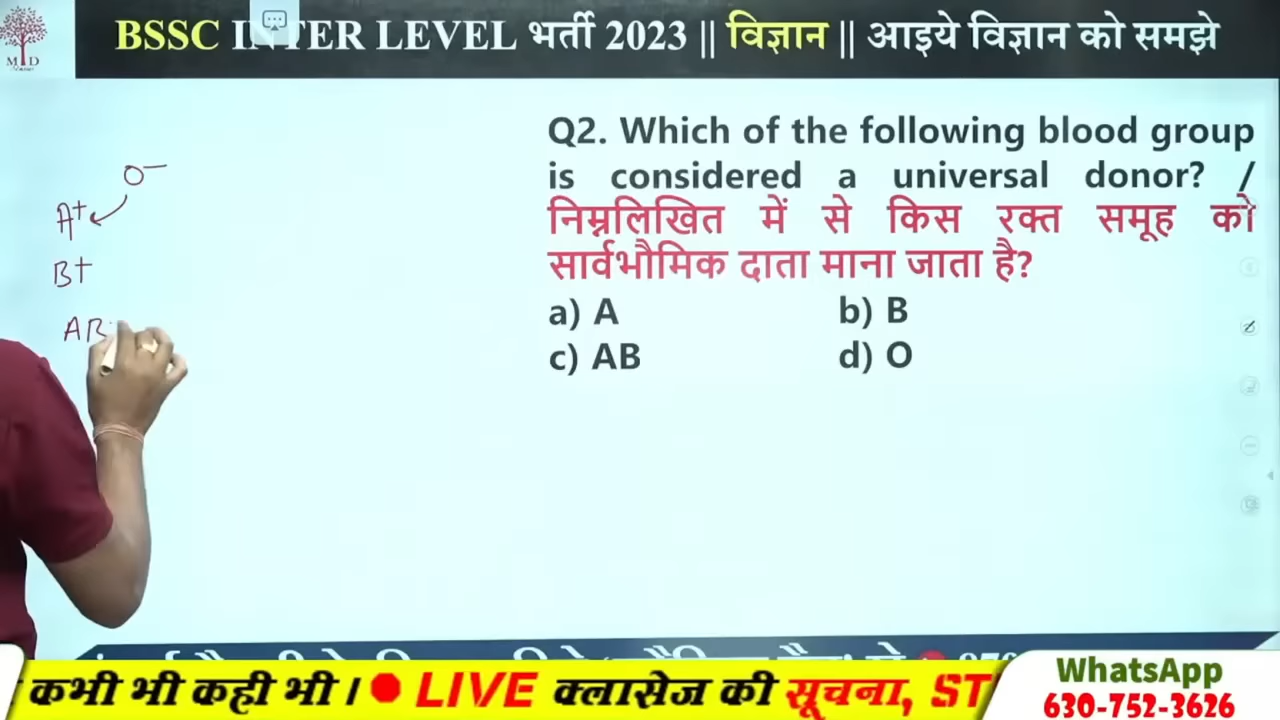 BSSC INTER LEVEL भर्ती 2023 || विज्ञान || आइये विज्ञान को समझे
Q2. Which of the following blood group
is considered a universal donor? /
निम्नलिखित में से किस रक्त समूह को
सार्वभौमिक दाता माना जाता है?
a) A b) B
c) AB d) O
O−
A+
B+
AB
कभी भी कही भी । LIVE क्लासेज की सूचना, ST
WhatsApp
630-752-3626